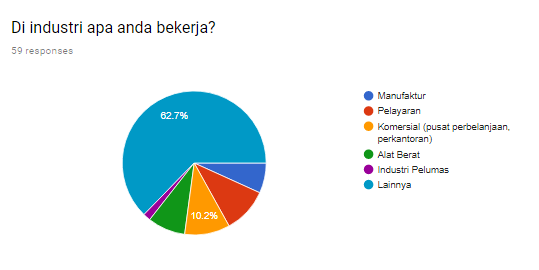 Di industri apa anda bekerja?
59 responses
62.7%
10.2%
Manufaktur
Pelayaran
Komersial (pusat perbelanjaan,
perkantoran)
Alat Berat
Industri Pelumas
Lainnya